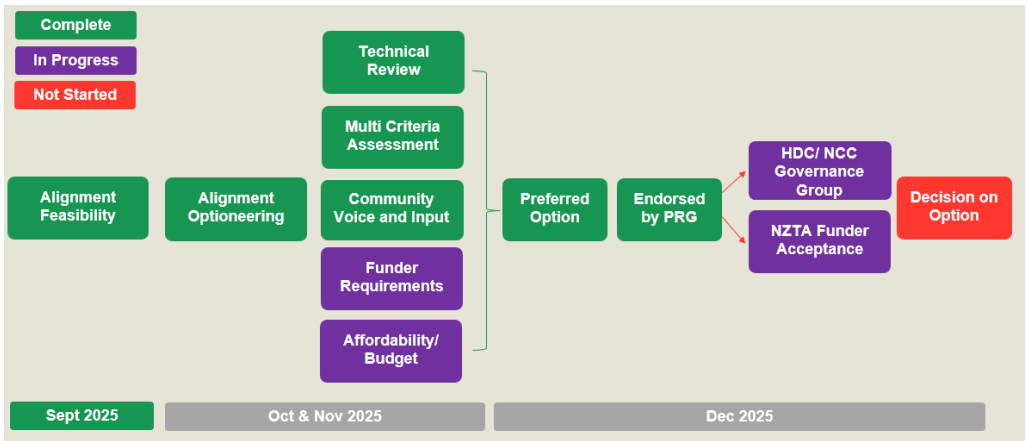 Complete
In Progress
Not Started
Technical
Review
Multi Criteria
Assessment
Alignment
Feasibility
Alignment
Optioneering
Community
Voice and Input
Funder
Requirements
Affordability/
Budget
Preferred
Option
Endorsed
by PRG
HDC/ NCC
Governance
Group
NZTA Funder
Acceptance
Decision on
Option
Sept 2025
Oct & Nov 2025
Dec 2025